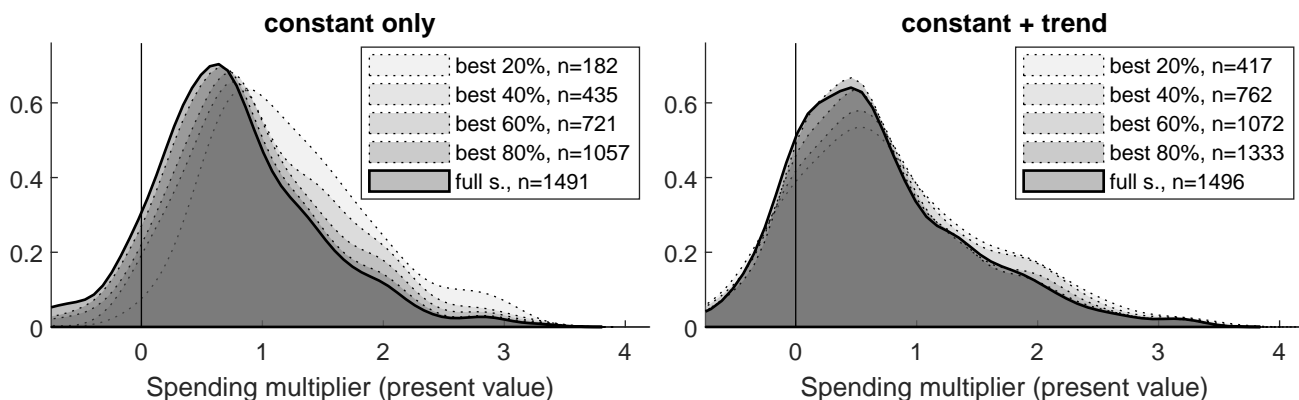 constant only
best 20%, n=182
best 40%, n=435
best 60%, n=721
best 80%, n=1057
full s., n=1491
0.6
0.4
0.2
0
0 1 2 3 4
Spending multiplier (present value)
constant + trend
best 20%, n=417
best 40%, n=762
best 60%, n=1072
best 80%, n=1333
full s., n=1496
0.6
0.4
0.2
0
0 1 2 3 4
Spending multiplier (present value)